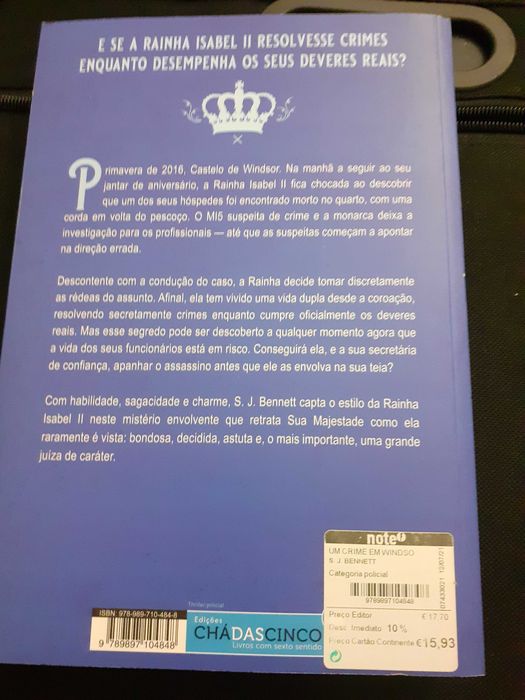 E SE A RAINHA ISABEL II RESOLVESSE CRIMES
ENQUANTO DESEMPENHA OS SEUS DEVERES REAIS?
Primavera de 2016, Castelo de Windsor. Na manhã a seguir ao seu
jantar de aniversário, a Rainha Isabel II fica chocada ao descobrir
que um dos seus hóspedes foi encontrado morto no quarto, com uma
corda em volta do pescoço. O MI5 suspeita de crime e a monarca deixa a
investigação para os profissionais — até que as suspeitas começam a apontar
na direção errada.
Descontente com a condução do caso, a Rainha decide tomar discretamente
as rédeas do assunto. Afinal, ela tem vivido uma vida dupla desde a coroação,
resolvendo secretamente crimes enquanto cumpre oficialmente os deveres
reais. Mas esse segredo pode ser descoberto a qualquer momento agora que
a vida dos seus funcionários está em risco. Conseguirá ela, e a sua secretária
de confiança, apanhar o assassino antes que ele as envolva na sua teia?
Com habilidade, sagacidade e charme, S. J. Bennett capta o estilo da Rainha
Isabel II neste mistério envolvente que retrata Sua Majestade como ela
raramente é vista: bondosa, decidida, astuta e, o mais importante, uma grande
juíza de caráter.
note!
UM CRIME EM WINDSO
S. J. BENNETT
Categoria policial
9789897104848
07433021 12/07/21
Preço Editor € 17,70
Desc. Imediato 10%
Preço Cartão Continente €15,93
Thriller/policial
ISBN: 978-989-710-484-8
9 789897 104848
Edições
CHÁDASCINCO
Livros com sexto sentido